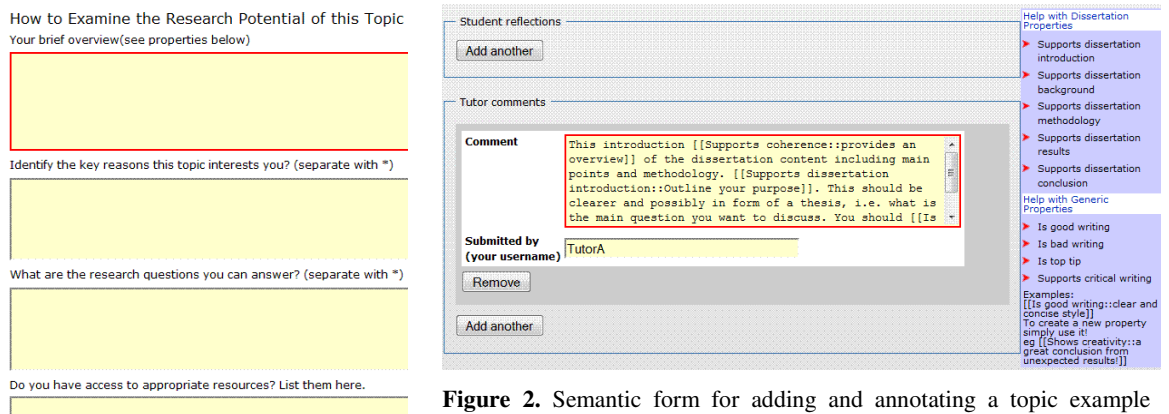 How to Examine the Research Potential of this Topic
Your brief overview(see properties below)
Identify the key reasons this topic interests you? (separate with *)
What are the research questions you can answer? (separate with *)
Do you have access to appropriate resources? List them here.
Student reflections
Add another
Tutor comments
Comment
This introduction [[Supports coherence::provides an
overview]] of the dissertation content including main
points and methodology. [[Supports dissertation
introduction::Outline your purpose]]. This should be
clearer and possibly in form of a thesis, i.e. what is
the main question you want to discuss. You should [[Is
Submitted by
(your username)
TutorA
Remove
Add another
Help with Dissertation
Properties
Supports dissertation
introduction
Supports dissertation
background
Supports dissertation
methodology
Supports dissertation
results
Supports dissertation
conclusion
Help with Generic
Properties
Is good writing
Is bad writing
Is top tip
Supports critical writing
Examples:
[[Is good writing::clear and
concise style]]
To create a new property
simply use it!
eg [[Shows creativity::a
great conclusion from
unexpected results!]]
Figure 2. Semantic form for adding and annotating a topic example